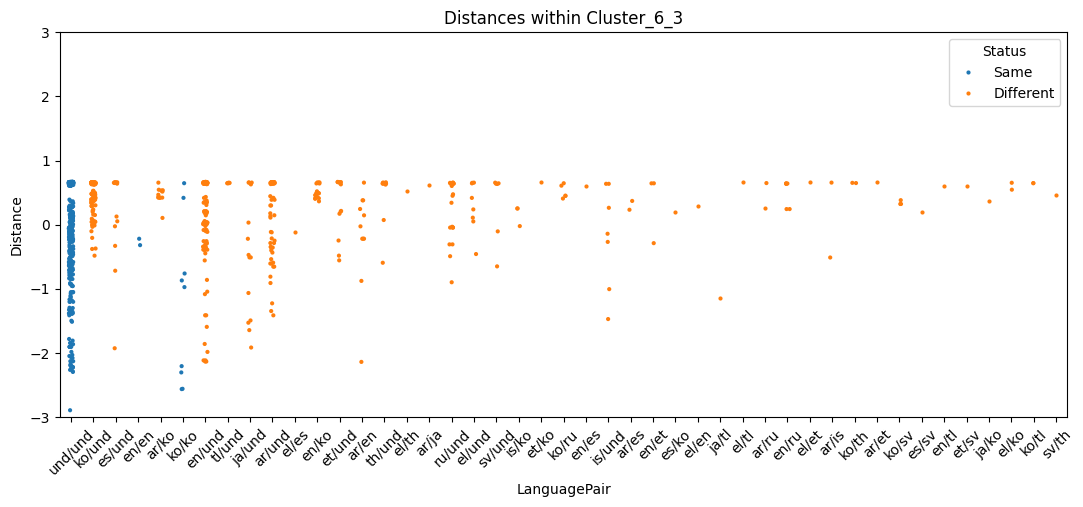 Distances within Cluster_6_3
Status
Same
Different
Distance
3
2
1
0
−1
−2
−3
und/und
ko/und
es/und
en/en
ar/ko
ko/ko
en/und
tl/und
ja/und
ar/und
el/es
en/ko
et/und
ar/en
th/und
el/th
ar/ja
ru/und
el/und
sv/und
is/ko
et/ko
ko/ru
en/es
is/und
ar/es
en/et
es/ko
el/en
ja/tl
el/tl
ar/ru
en/ru
el/et
ar/is
ko/th
ar/et
ko/sv
es/sv
en/tl
et/sv
ja/ko
el/ko
ko/tl
sv/th
LanguagePair